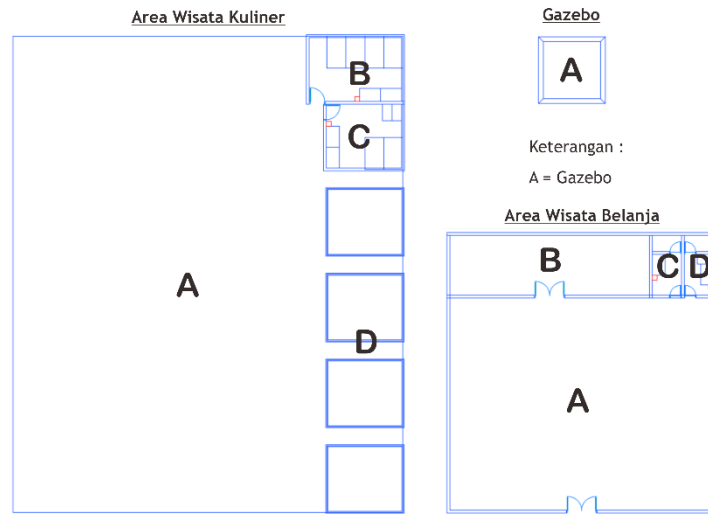 Area Wisata Kuliner
B
C
A
D
Gazebo
A
Keterangan :
A = Gazebo
Area Wisata Belanja
B
C
D
A